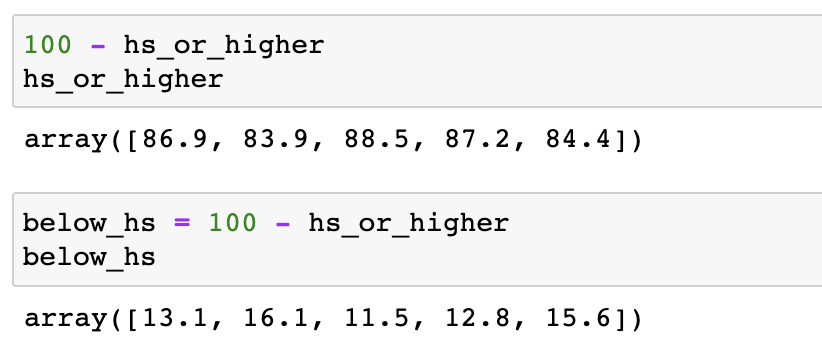 100 - hs_or_higher
hs_or_higher
array([86.9, 83.9, 88.5, 87.2, 84.4])
below_hs = 100 - hs_or_higher
below_hs
array([13.1, 16.1, 11.5, 12.8, 15.6])